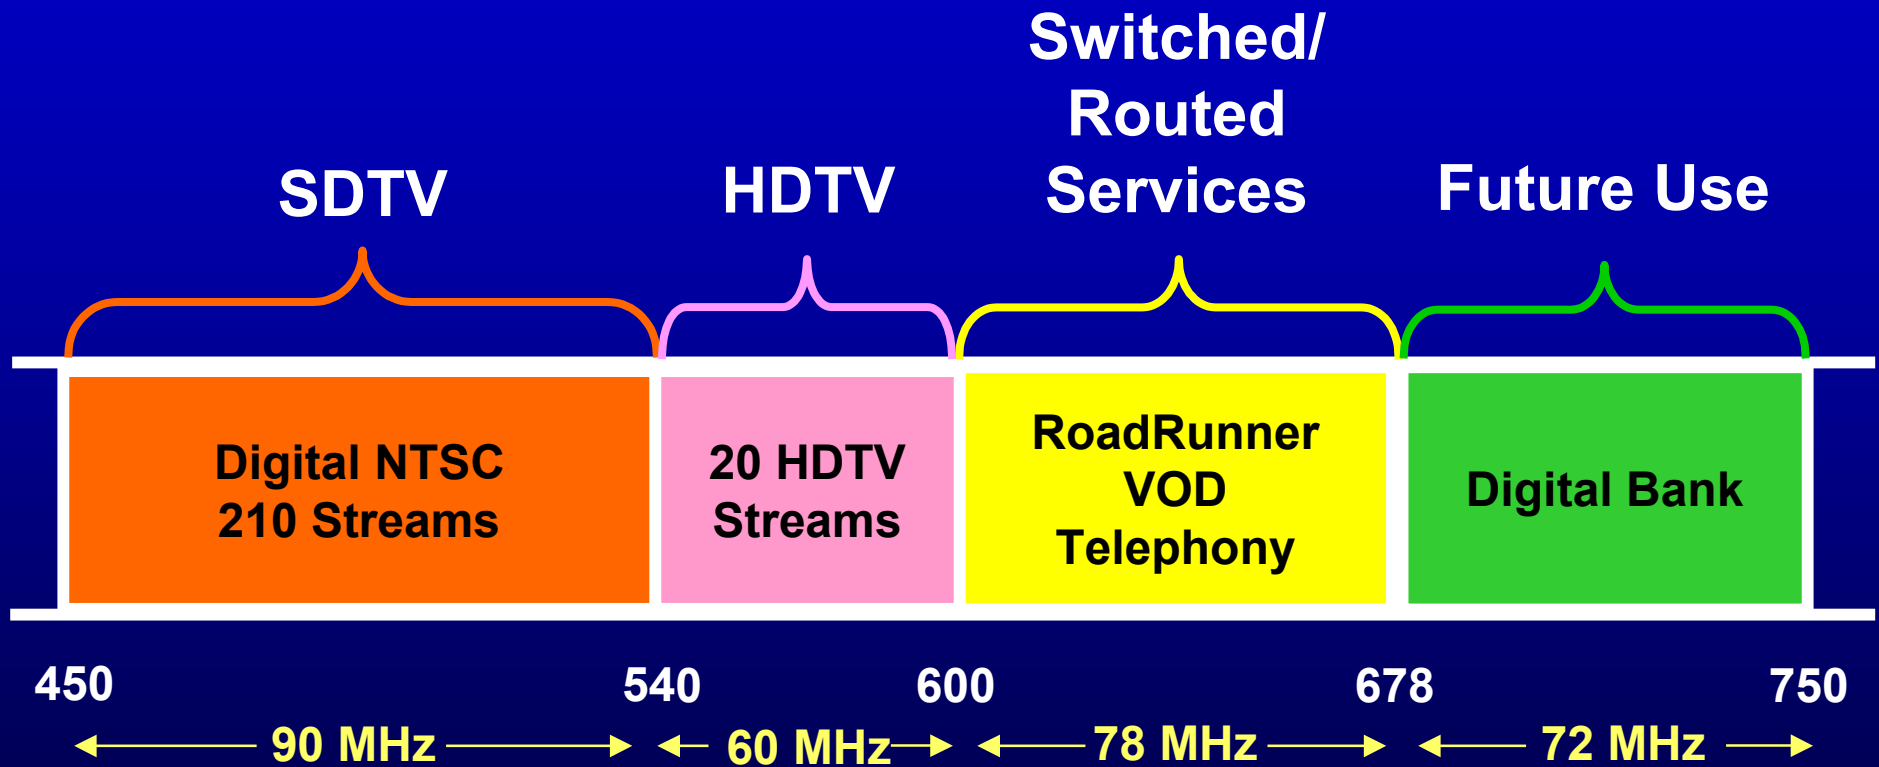 Switched/
Routed
Services
SDTV
HDTV
Future Use
Digital NTSC
210 Streams
20 HDTV
Streams
RoadRunner
VOD
Telephony
Digital Bank
450
540
600
678
750
90 MHz
60 MHz
78 MHz
72 MHz